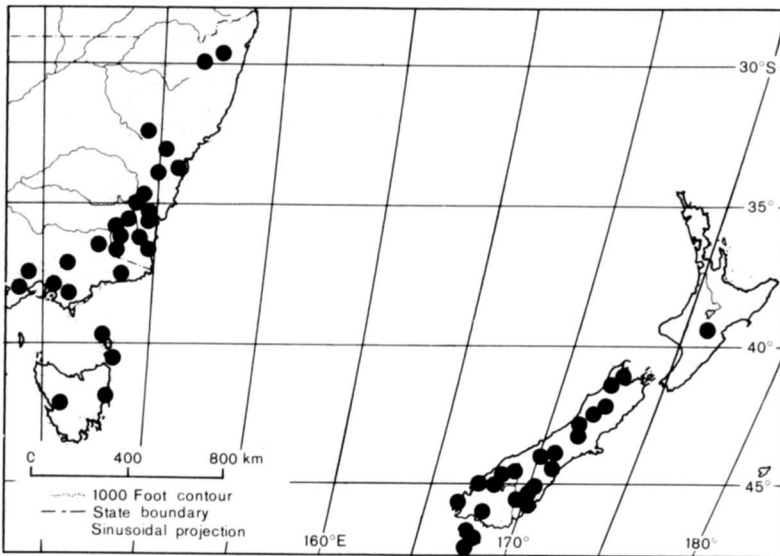 30°S
35°
40°
0 400 800 km
45°
1000 Foot contour
State boundary
Sinusoidal projection
160°E 170° 180°